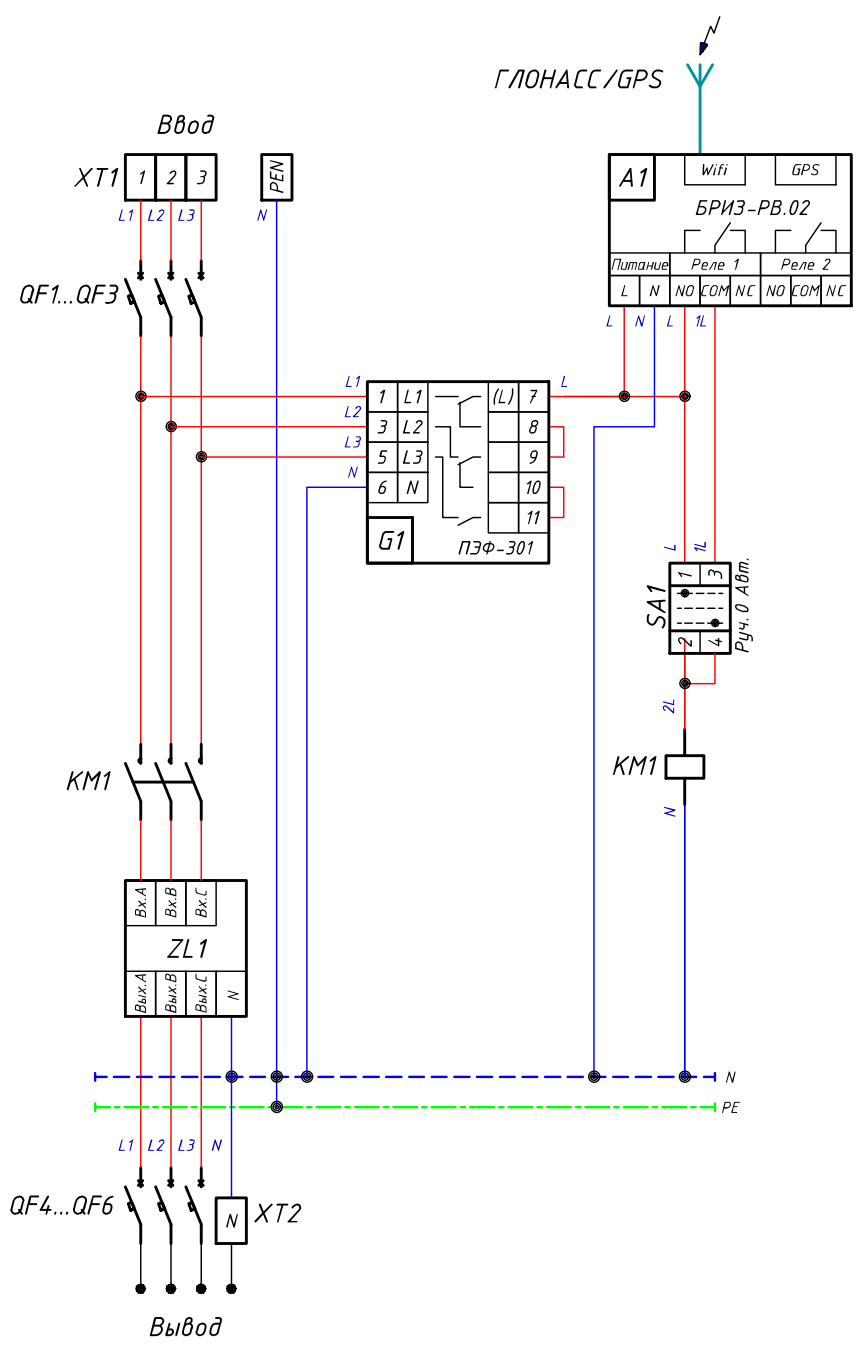 ГЛОНАСС/GPS
Ввод
XT1 1 2 3 PEN
L1 L2 L3 N
A1 Wifi GPS
БРИЗ-РВ.02
Питание Реле 1 Реле 2
L N NO COM NC NO COM NC
L N L 1L
QF1...QF3
L1 1 L1 (L) 7 L
L2 3 L2 8
L3 5 L3 9
N 6 N 10
11
G1 ПЭФ-301
L 1L
1 3
SA1 Руч. 0 Авт.
2 4
2L
KM1
KM1
N
Вх.А Вх.В Вх.С
ZL1
Вых.А Вых.В Вых.С N
N
PE
L1 L2 L3 N
QF4...QF6
N XT2
Вывод